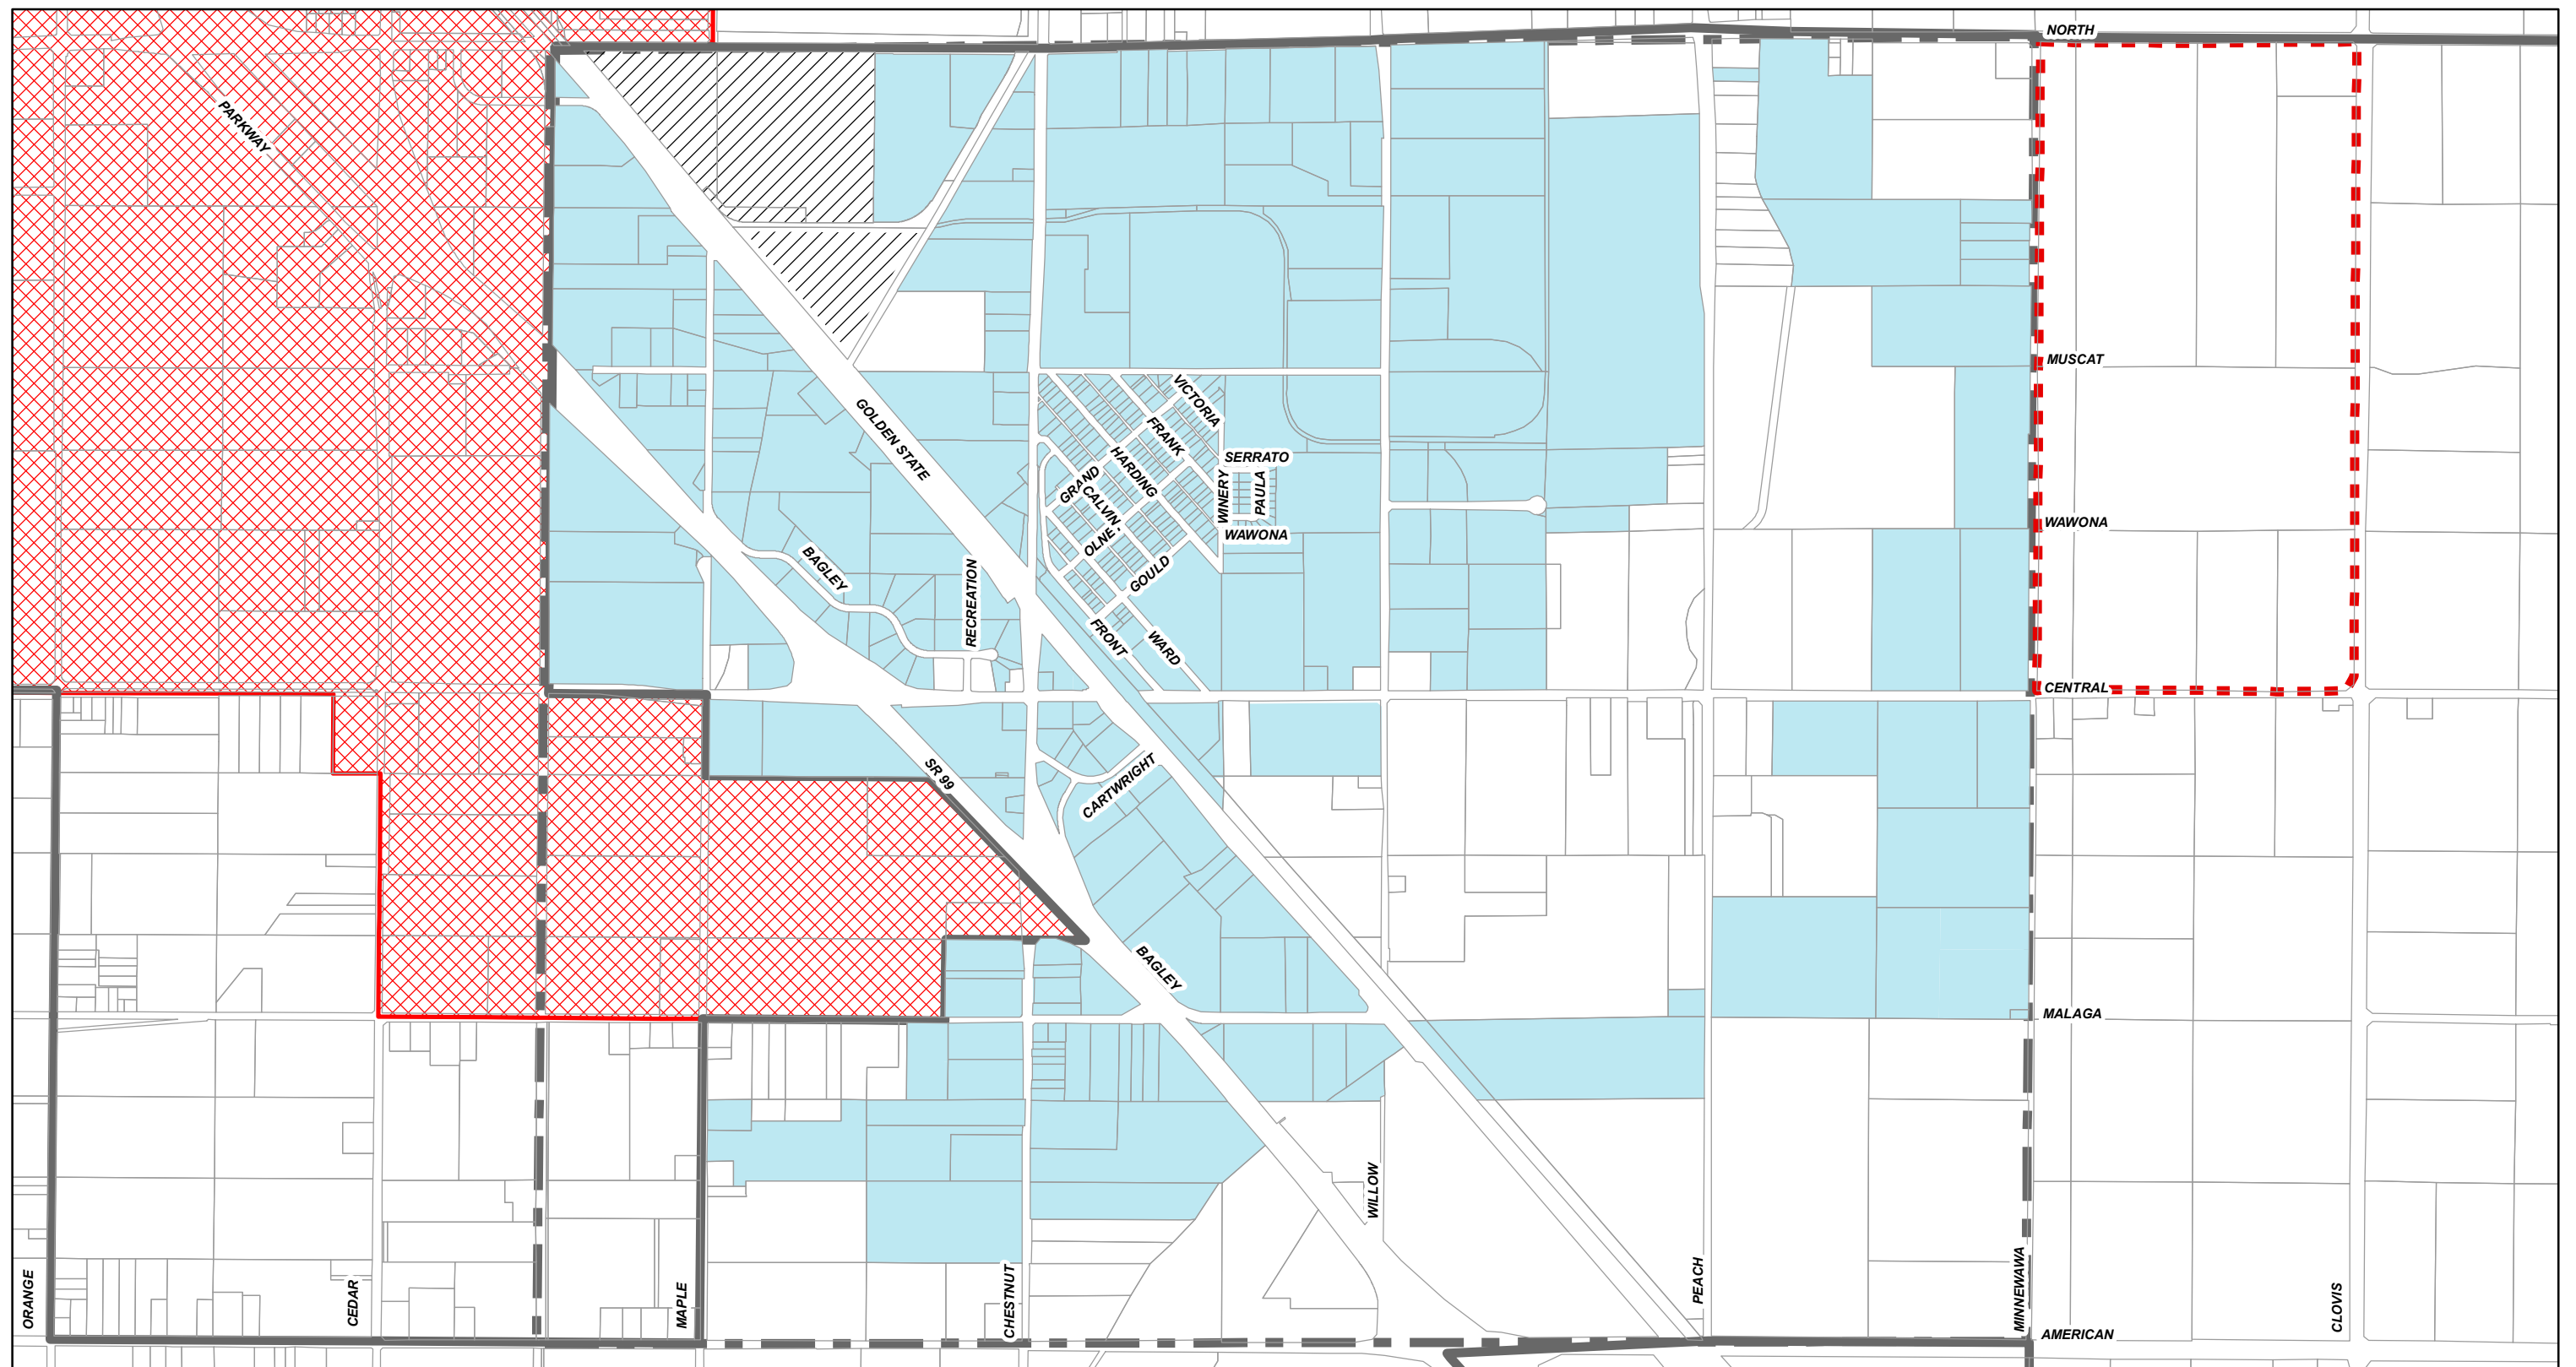 NORTH
PARKWAY
MUSCAT
VICTORIA
GOLDEN STATE
FRANK
SERRATO
HARDING
GRAND
WINERY
PAULA
CALVIN
WAWONA
WAWONA
OLNE
BAGLEY
RECREATION
GOULD
FRONT
WARD
CENTRAL
SR 99
CARTWRIGHT
BAGLEY
MALAGA
WILLOW
ORANGE
CEDAR
MAPLE
CHESTNUT
PEACH
MINNEWAWA
CLOVIS
AMERICAN